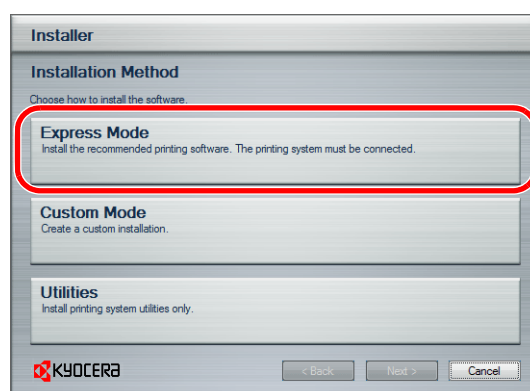 Installer
Installation Method
Choose how to install the software.
Express Mode
Install the recommended printing software. The printing system must be connected.
Custom Mode
Create a custom installation.
Utilities
Install printing system utilities only.
KYOCERA
< Back
Next >
Cancel